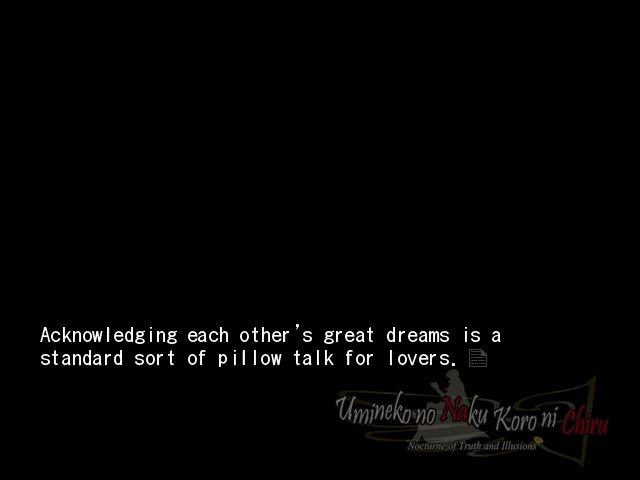 Acknowledging each other's great dreams is a
standard sort of pillow talk for lovers.
Umineko no Naku Koro ni Chiru
Nocturne of Truth and Illusions